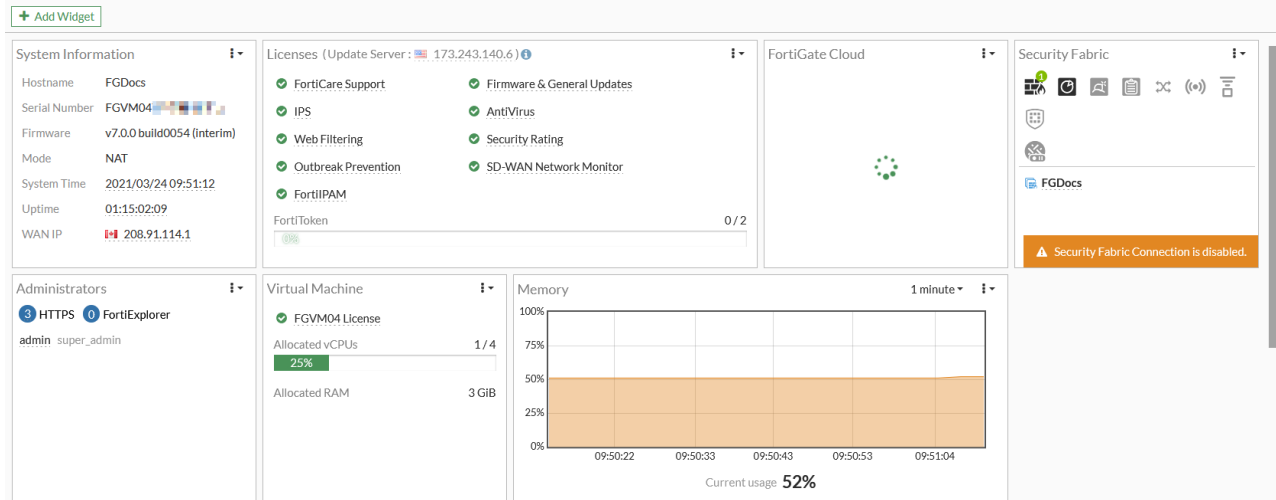 Add Widget
System Information
Hostname FGDocs
Serial Number FGVM04
Firmware v7.0.0 build0054 (interim)
Mode NAT
System Time 2021/03/24 09:51:12
Uptime 01:15:02:09
WAN IP 208.91.114.1
Licenses (Update Server: 173.243.140.6)
FortiCare Support Firmware & General Updates
IPS AntiVirus
Web Filtering Security Rating
Outbreak Prevention SD-WAN Network Monitor
FortiIPAM
FortiToken 0 / 2
0%
FortiGate Cloud
Security Fabric
1
FGDocs
Security Fabric Connection is disabled.
Administrators
3 HTTPS 0 FortiExplorer
admin super_admin
Virtual Machine
FGVM04 License
Allocated vCPUs 1 / 4
25%
Allocated RAM 3 GiB
Memory 1 minute
100%
75%
50%
25%
0%
09:50:22 09:50:33 09:50:43 09:50:53 09:51:04
Current usage 52%